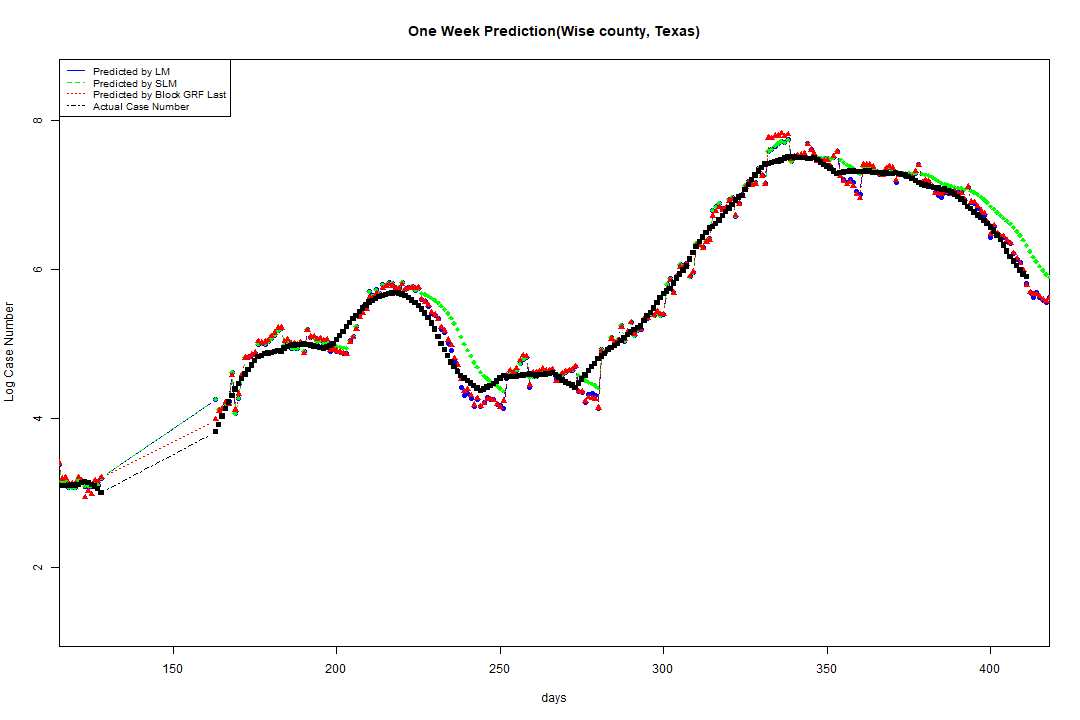 One Week Prediction(Wise county, Texas)
Predicted by LM
Predicted by SLM
Predicted by Block GRF Last
Actual Case Number
8
6
4
2
Log Case Number
150 200 250 300 350 400
days